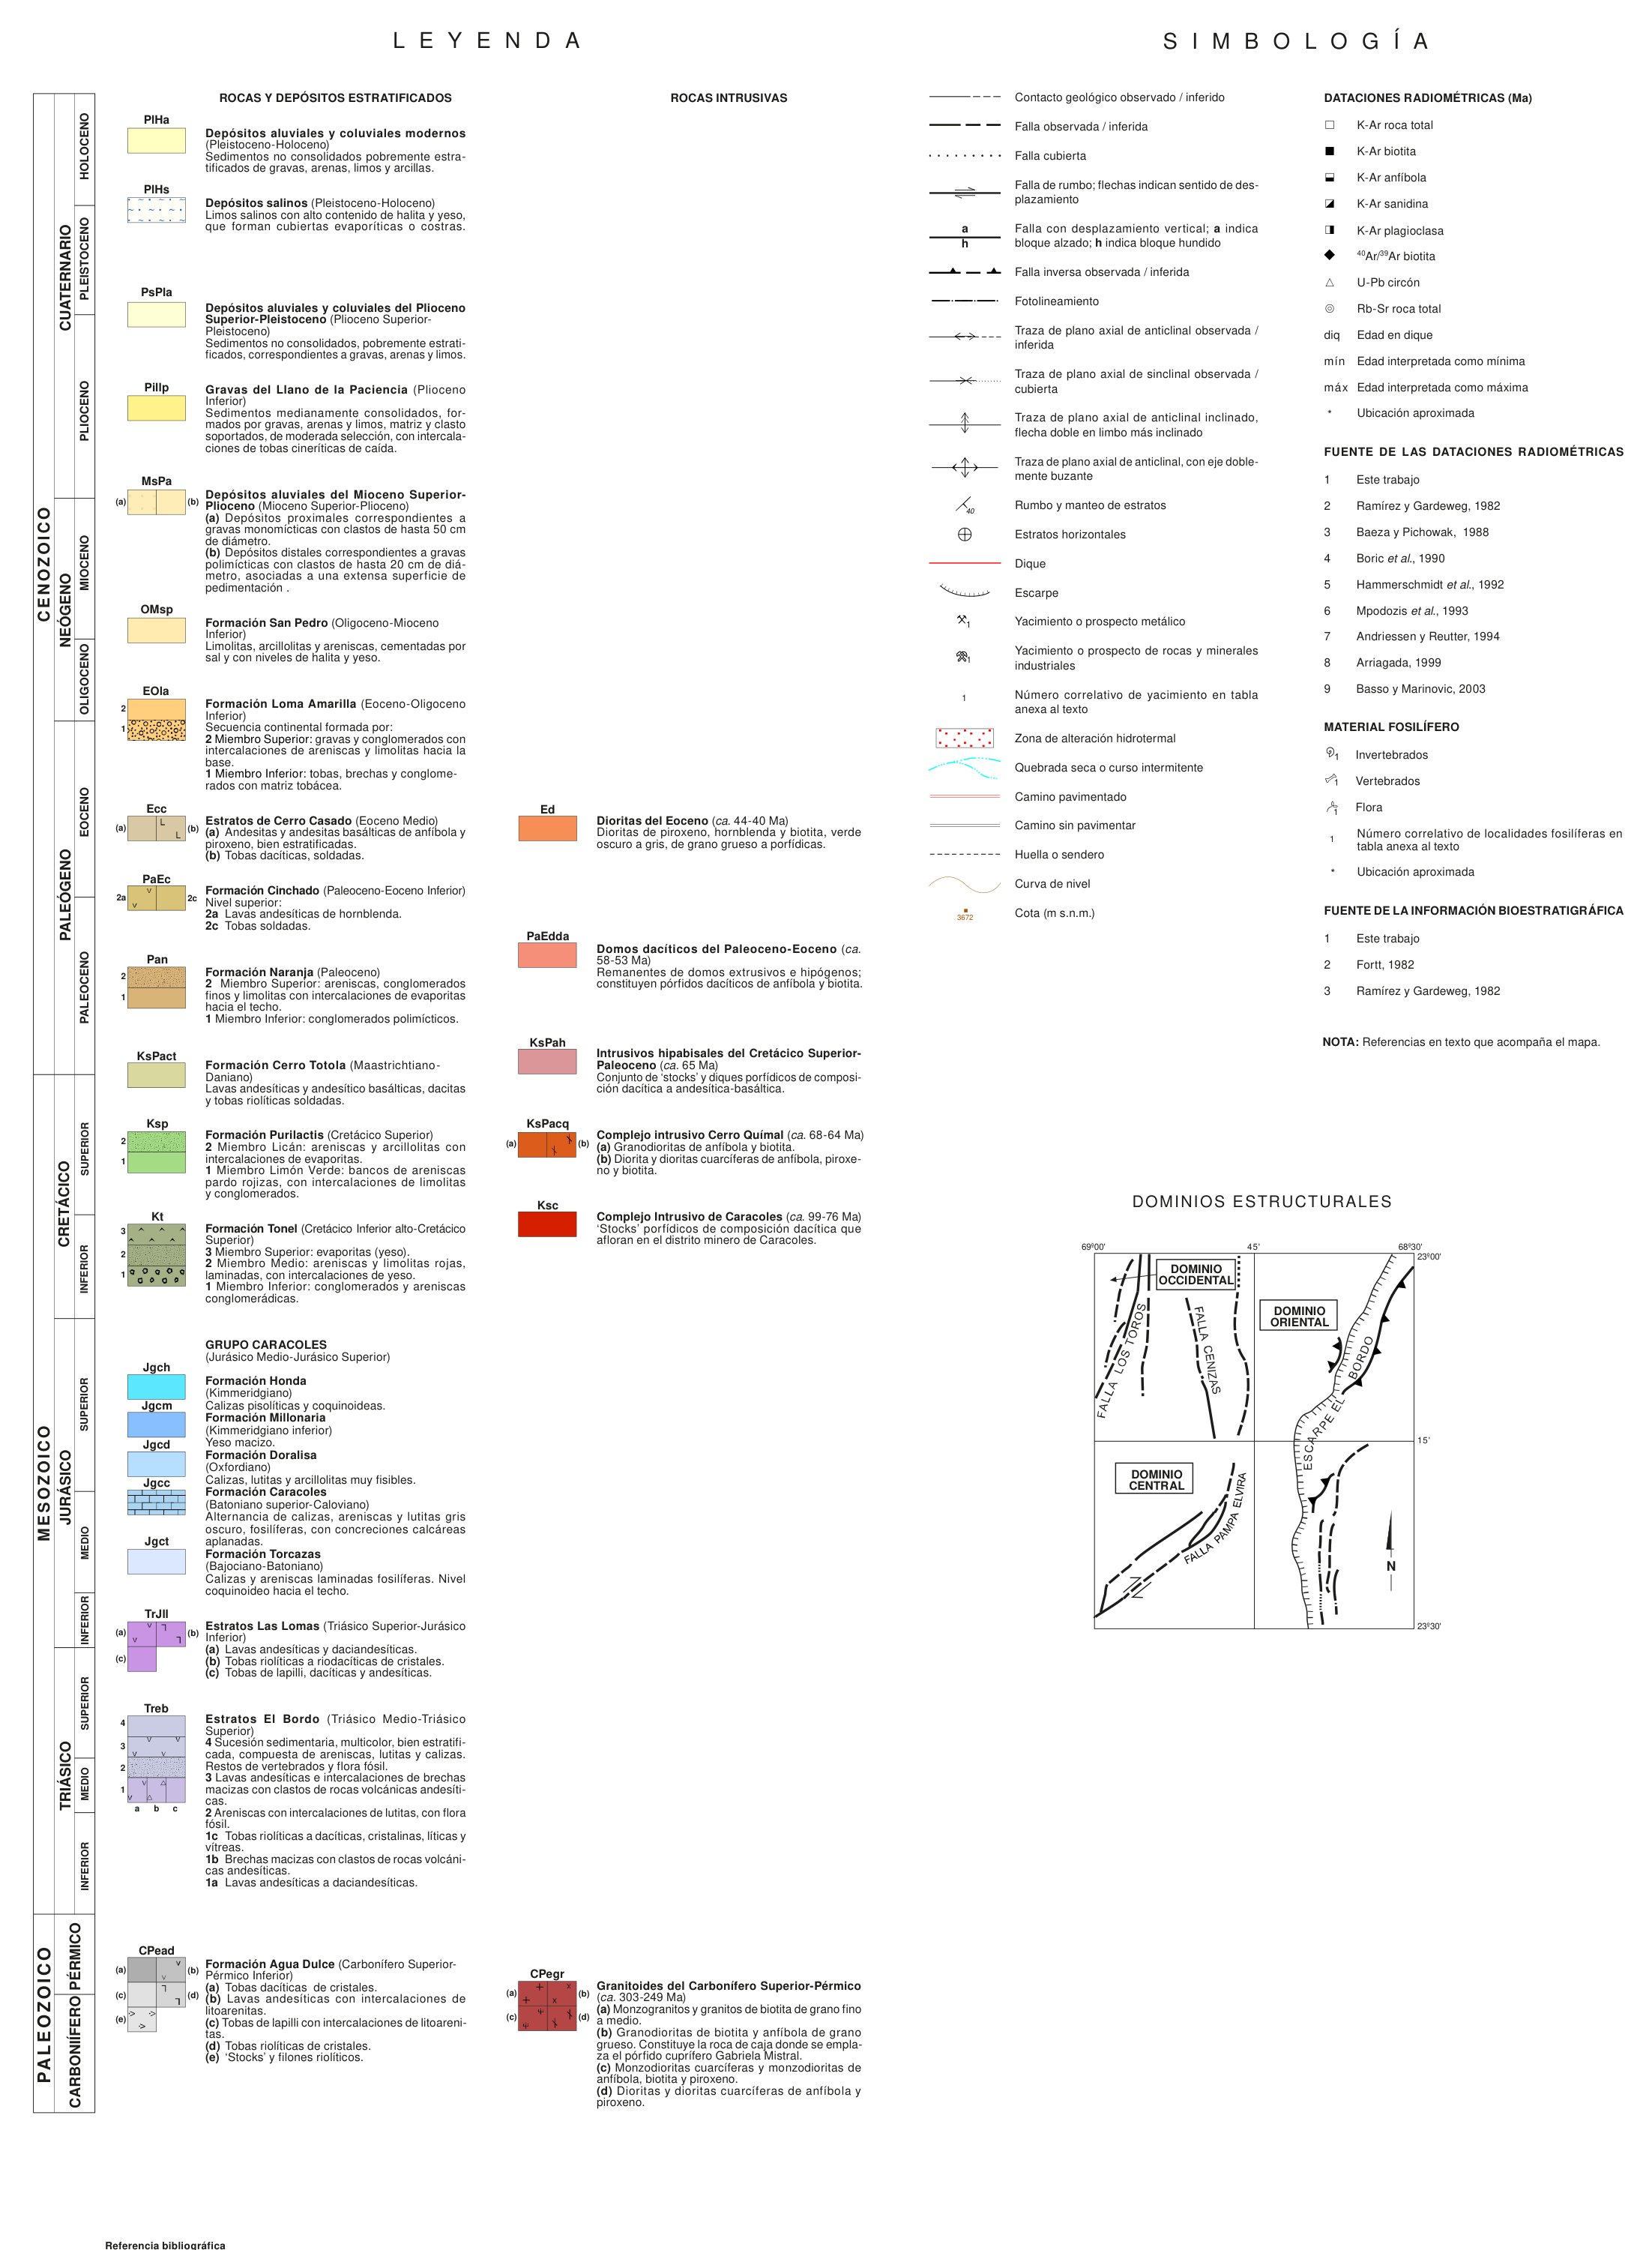 L E Y E N D A
CENOZOICO
MESOZOICO
PALEOZOICO
CUATERNARIO
NEÓGENO
PALEÓGENO
CRETÁCICO
JURÁSICO
TRIÁSICO
PÉRMICO
CARBONIÍFERO
HOLOCENO
PLEISTOCENO
PLIOCENO
MIOCENO
OLIGOCENO
EOCENO
PALEOCENO
SUPERIOR
INFERIOR
SUPERIOR
MEDIO
INFERIOR
SUPERIOR
MEDIO
INFERIOR
ROCAS Y DEPÓSITOS ESTRATIFICADOS
PlHa
Depósitos aluviales y coluviales modernos
(Pleistoceno-Holoceno)
Sedimentos no consolidados pobremente estra-
tificados de gravas, arenas, limos y arcillas.
PlHs
Depósitos salinos (Pleistoceno-Holoceno)
Limos salinos con alto contenido de halita y yeso,
que forman cubiertas evaporíticas o costras.
PsPla
Depósitos aluviales y coluviales del Plioceno
Superior-Pleistoceno (Plioceno Superior-
Pleistoceno)
Sedimentos no consolidados, pobremente estrati-
ficados, correspondientes a gravas, arenas y limos.
Pillp
Gravas del Llano de la Paciencia (Plioceno
Inferior)
Sedimentos medianamente consolidados, for-
mados por gravas, arenas y limos, matriz y clasto
soportados, de moderada selección, con intercala-
ciones de tobas cineríticas de caída.
MsPa
(a) (b)
Depósitos aluviales del Mioceno Superior-
Plioceno (Mioceno Superior-Plioceno)
(a) Depósitos proximales correspondientes a
gravas monomícticas con clastos de hasta 50 cm
de diámetro.
(b) Depósitos distales correspondientes a gravas
polimícticas con clastos de hasta 20 cm de diá-
metro, asociadas a una extensa superficie de
pedimentación .
OMsp
Formación San Pedro (Oligoceno-Mioceno
Inferior)
Limolitas, arcillolitas y areniscas, cementadas por
sal y con niveles de halita y yeso.
EOla
2
1
Formación Loma Amarilla (Eoceno-Oligoceno
Inferior)
Secuencia continental formada por:
2 Miembro Superior: gravas y conglomerados con
intercalaciones de areniscas y limolitas hacia la
base.
1 Miembro Inferior: tobas, brechas y conglome-
rados con matriz tobácea.
Ecc
(a) L L (b)
Estratos de Cerro Casado (Eoceno Medio)
(a) Andesitas y andesitas basálticas de anfíbola y
piroxeno, bien estratificadas.
(b) Tobas dacíticas, soldadas.
PaEc
2a v v 2c
Formación Cinchado (Paleoceno-Eoceno Inferior)
Nivel superior:
2a Lavas andesíticas de hornblenda.
2c Tobas soldadas.
Pan
2
1
Formación Naranja (Paleoceno)
2 Miembro Superior: areniscas, conglomerados
finos y limolitas con intercalaciones de evaporitas
hacia el techo.
1 Miembro Inferior: conglomerados polimícticos.
KsPact
Formación Cerro Totola (Maastrichtiano-
Daniano)
Lavas andesíticas y andesítico basálticas, dacitas
y tobas riolíticas soldadas.
Ksp
2
1
Formación Purilactis (Cretácico Superior)
2 Miembro Licán: areniscas y arcillolitas con
intercalaciones de evaporitas.
1 Miembro Limón Verde: bancos de areniscas
pardo rojizas, con intercalaciones de limolitas
y conglomerados.
Kt
3
2
1
Formación Tonel (Cretácico Inferior alto-Cretácico
Superior)
3 Miembro Superior: evaporitas (yeso).
2 Miembro Medio: areniscas y limolitas rojas,
laminadas, con intercalaciones de yeso.
1 Miembro Inferior: conglomerados y areniscas
conglomerádicas.
GRUPO CARACOLES
(Jurásico Medio-Jurásico Superior)
Jgch
Formación Honda
(Kimmeridgiano)
Calizas pisolíticas y coquinoideas.
Jgcm
Formación Millonaria
(Kimmeridgiano inferior)
Yeso macizo.
Jgcd
Formación Doralisa
(Oxfordiano)
Calizas, lutitas y arcillolitas muy fisibles.
Jgcc
Formación Caracoles
(Batoniano superior-Caloviano)
Alternancia de calizas, areniscas y lutitas gris
oscuro, fosilíferas, con concreciones calcáreas
aplanadas.
Jgct
Formación Torcazas
(Bajociano-Batoniano)
Calizas y areniscas laminadas fosilíferas. Nivel
coquinoideo hacia el techo.
TrJll
(a) v v (b)
(c)
Estratos Las Lomas (Triásico Superior-Jurásico
Inferior)
(a) Lavas andesíticas y daciandesíticas.
(b) Tobas riolíticas a riodacíticas de cristales.
(c) Tobas de lapilli, dacíticas y andesíticas.
Treb
4
3
2
1
a b c
Estratos El Bordo (Triásico Medio-Triásico
Superior)
4 Sucesión sedimentaria, multicolor, bien estratifi-
cada, compuesta de areniscas, lutitas y calizas.
Restos de vertebrados y flora fósil.
3 Lavas andesíticas e intercalaciones de brechas
macizas con clastos de rocas volcánicas andesíti-
cas.
2 Areniscas con intercalaciones de lutitas, con flora
fósil.
1c Tobas riolíticas a dacíticas, cristalinas, líticas y
vítreas.
1b Brechas macizas con clastos de rocas volcáni-
cas andesíticas.
1a Lavas andesíticas a daciandesíticas.
CPead
(a) (b)
(c) (d)
(e)
Formación Agua Dulce (Carbonífero Superior-
Pérmico Inferior)
(a) Tobas dacíticas de cristales.
(b) Lavas andesíticas con intercalaciones de
litoarenitas.
(c) Tobas de lapilli con intercalaciones de litoareni-
tas.
(d) Tobas riolíticas de cristales.
(e) ‘Stocks’ y filones riolíticos.
ROCAS INTRUSIVAS
Ed
Dioritas del Eoceno (ca. 44-40 Ma)
Dioritas de piroxeno, hornblenda y biotita, verde
oscuro a gris, de grano grueso a porfídicas.
PaEdda
Domos dacíticos del Paleoceno-Eoceno (ca.
58-53 Ma)
Remanentes de domos extrusivos e hipógenos;
constituyen pórfidos dacíticos de anfíbola y biotita.
KsPah
Intrusivos hipabisales del Cretácico Superior-
Paleoceno (ca. 65 Ma)
Conjunto de ‘stocks’ y diques porfídicos de composi-
ción dacítica a andesítica-basáltica.
KsPacq
(a) (b)
Complejo intrusivo Cerro Químal (ca. 68-64 Ma)
(a) Granodioritas de anfíbola y biotita.
(b) Diorita y dioritas cuarcíferas de anfíbola, piroxe-
no y biotita.
Ksc
Complejo Intrusivo de Caracoles (ca. 99-76 Ma)
‘Stocks’ porfídicos de composición dacítica que
afloran en el distrito minero de Caracoles.
CPegr
(a) (b)
(c) (d)
Granitoides del Carbonífero Superior-Pérmico
(ca. 303-249 Ma)
(a) Monzogranitos y granitos de biotita de grano fino
a medio.
(b) Granodioritas de biotita y anfíbola de grano
grueso. Constituye la roca de caja donde se empla-
za el pórfido cuprífero Gabriela Mistral.
(c) Monzodioritas cuarcíferas y monzodioritas de
anfíbola, biotita y piroxeno.
(d) Dioritas y dioritas cuarcíferas de anfíbola y
piroxeno.
S I M B O L O G Í A
Contacto geológico observado / inferido
Falla observada / inferida
Falla cubierta
Falla de rumbo; flechas indican sentido de des-
plazamiento
a
h
Falla con desplazamiento vertical; a indica
bloque alzado; h indica bloque hundido
Falla inversa observada / inferida
Fotolineamiento
Traza de plano axial de anticlinal observada /
inferida
Traza de plano axial de sinclinal observada /
cubierta
Traza de plano axial de anticlinal inclinado,
flecha doble en limbo más inclinado
Traza de plano axial de anticlinal, con eje doble-
mente buzante
40
Rumbo y manteo de estratos
Estratos horizontales
Dique
Escarpe
1
Yacimiento o prospecto metálico
1
Yacimiento o prospecto de rocas y minerales
industriales
1
Número correlativo de yacimiento en tabla
anexa al texto
Zona de alteración hidrotermal
Quebrada seca o curso intermitente
Camino pavimentado
Camino sin pavimentar
Huella o sendero
Curva de nivel
3672
Cota (m s.n.m.)
DATACIONES RADIOMÉTRICAS (Ma)
K-Ar roca total
K-Ar biotita
K-Ar anfíbola
K-Ar sanidina
K-Ar plagioclasa
40Ar/39Ar biotita
U-Pb circón
Rb-Sr roca total
diq Edad en dique
mín Edad interpretada como mínima
máx Edad interpretada como máxima
* Ubicación aproximada
FUENTE DE LAS DATACIONES RADIOMÉTRICAS
1 Este trabajo
2 Ramírez y Gardeweg, 1982
3 Baeza y Pichowak, 1988
4 Boric et al., 1990
5 Hammerschmidt et al., 1992
6 Mpodozis et al., 1993
7 Andriessen y Reutter, 1994
8 Arriagada, 1999
9 Basso y Marinovic, 2003
MATERIAL FOSILÍFERO
1 Invertebrados
1 Vertebrados
1 Flora
1 Número correlativo de localidades fosilíferas en
tabla anexa al texto
* Ubicación aproximada
FUENTE DE LA INFORMACIÓN BIOESTRATIGRÁFICA
1 Este trabajo
2 Fortt, 1982
3 Ramírez y Gardeweg, 1982
NOTA: Referencias en texto que acompaña el mapa.
DOMINIOS ESTRUCTURALES
69º00' 45' 68º30'
23º00'
DOMINIO
OCCIDENTAL
DOMINIO
ORIENTAL
FALLA LOS TOROS
FALLA CENIZAS
ESCARPE EL BORDO
15'
DOMINIO
CENTRAL
FALLA PAMPA ELVIRA
N
23º30'
Referencia bibliográfica